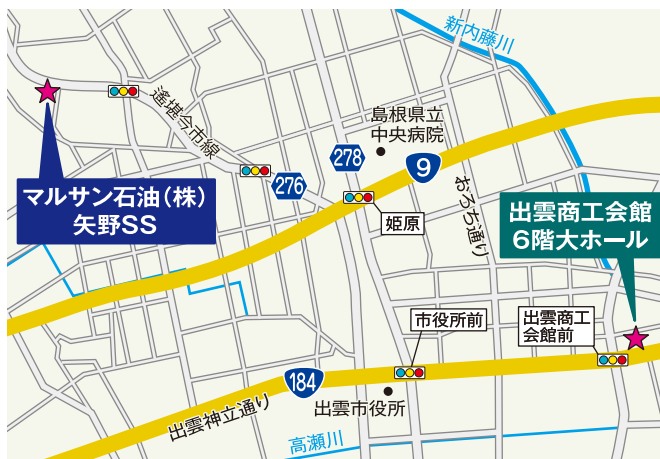 新内藤川
遙堪今市線
島根県立
中央病院
278
9
276
マルサン石油（株）
矢野SS
姫原
おろち通り
出雲商工会館
6階大ホール
市役所前
出雲商工
会館前
184
出雲市役所
出雲神立通り
高瀬川